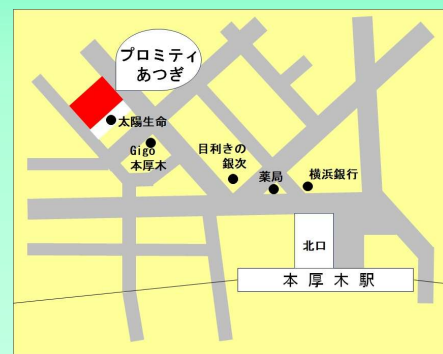 プロミティ
あつぎ
太陽生命
Gigo
本厚木
目利きの
銀次
薬局
横浜銀行
北口
本厚木駅